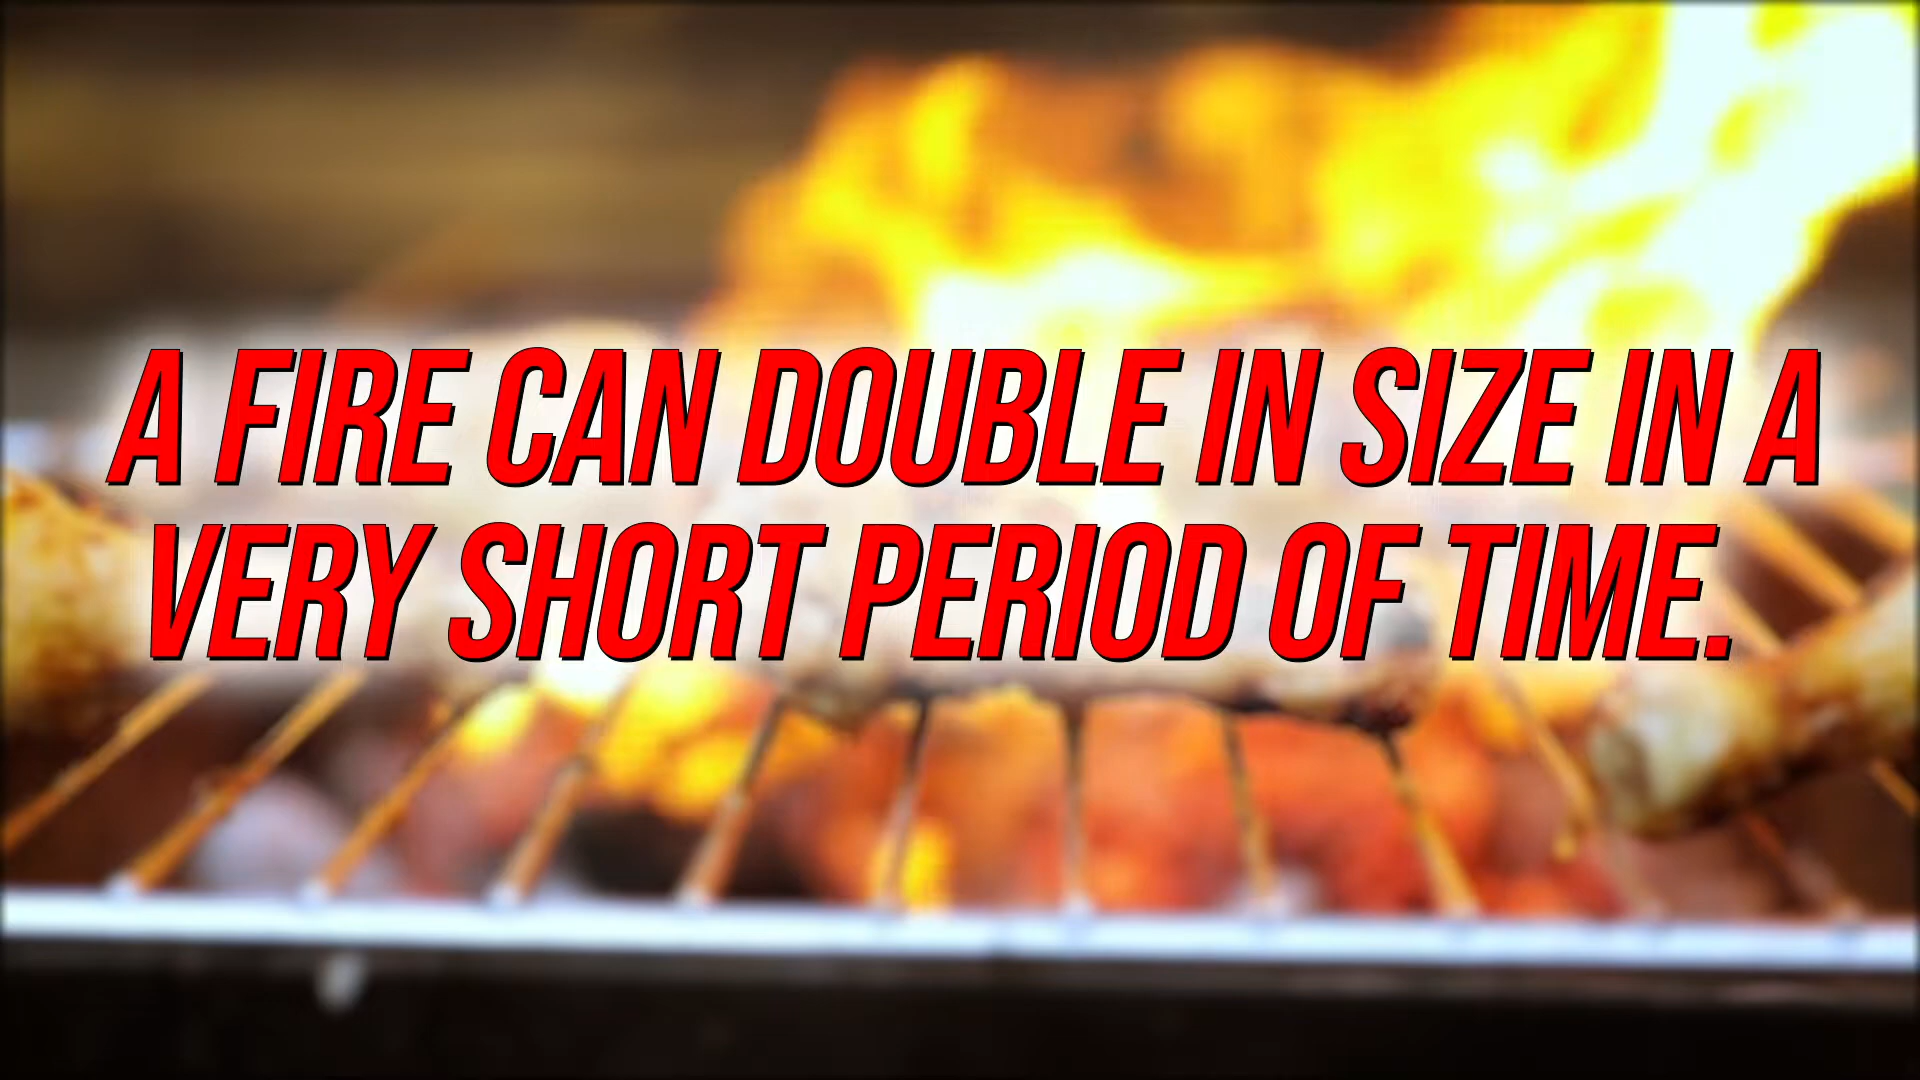 A FIRE CAN DOUBLE IN SIZE IN A
VERY SHORT PERIOD OF TIME.